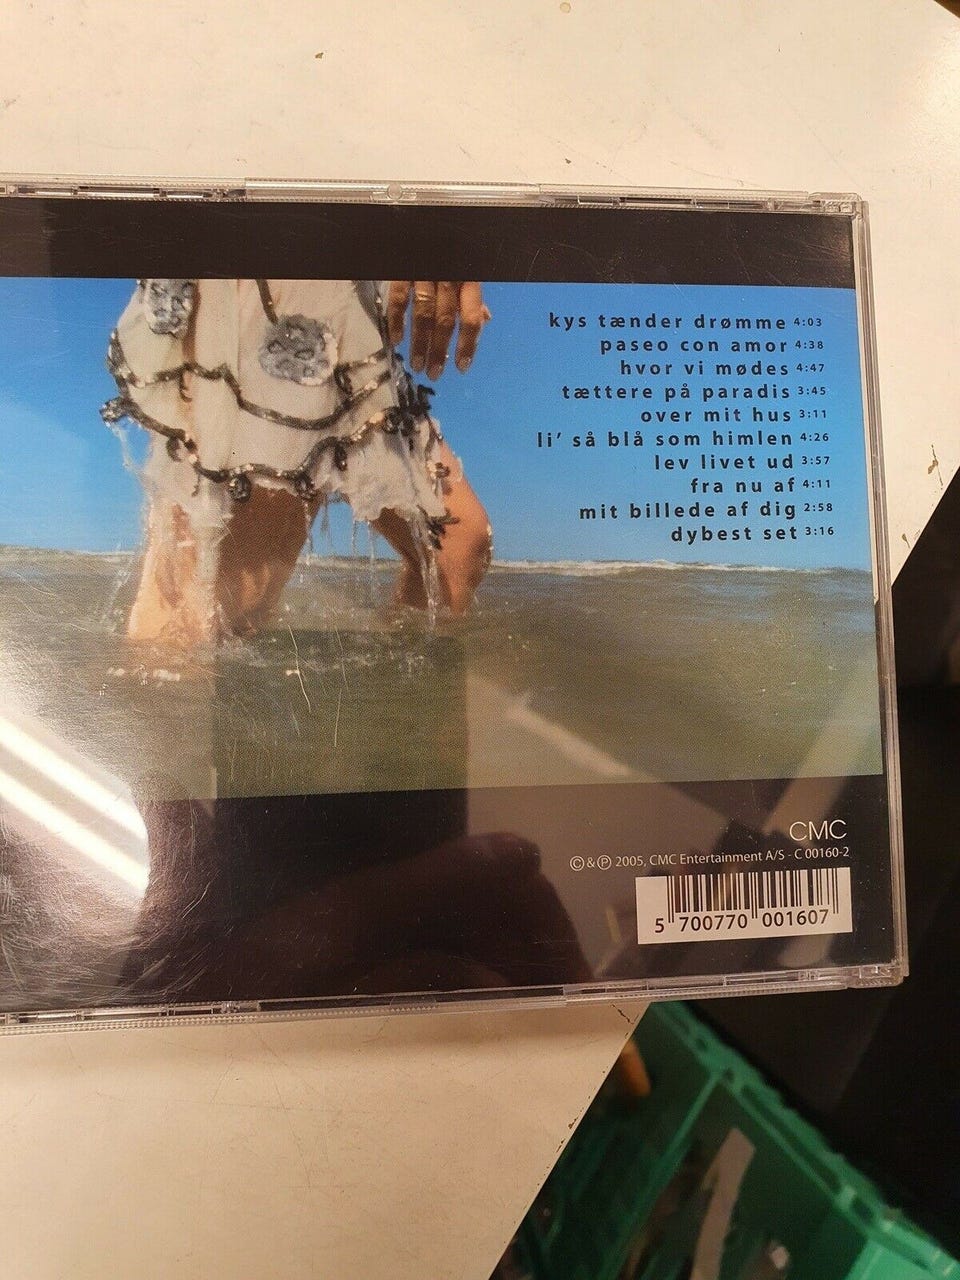 kys tænder drømme 4:03
paseo con amor 4:38
hvor vi mødes 4:47
tættere på paradis 3:45
over mit hus 3:11
li' så blå som himlen 4:26
lev livet ud 3:57
fra nu af 4:11
mit billede af dig 2:58
dybest set 3:16
CMC
©&℗ 2005, CMC Entertainment A/S - C 00160-2
5 700770 001607